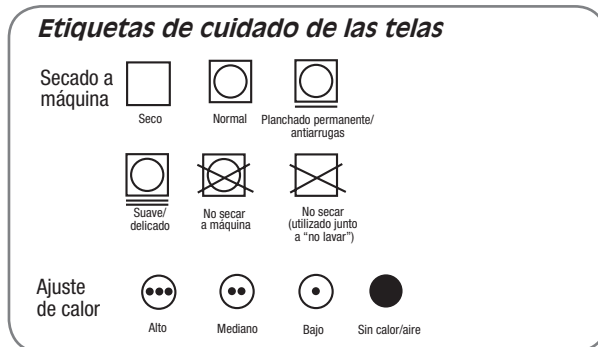 Etiquetas de cuidado de las telas
Secado a
máquina
Seco
Normal
Planchado permanente/
antiarrugas
Suave/
delicado
No secar
a máquina
No secar
(utilizado junto
a “no lavar”)
Ajuste
de calor
Alto
Mediano
Bajo
Sin calor/aire